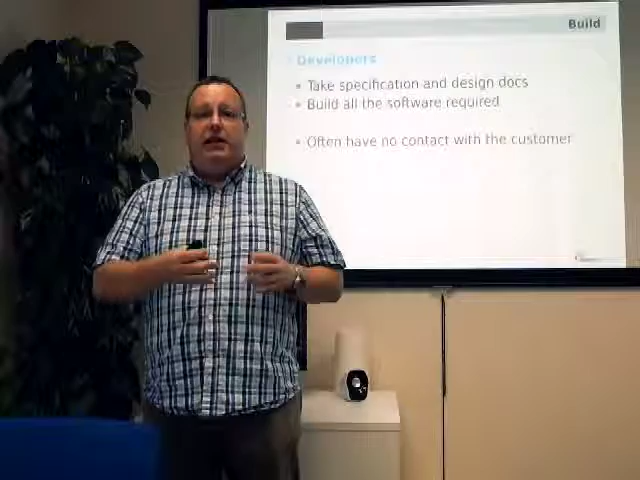 Build
Developers
Take specification and design docs
Build all the software required
Often have no contact with the customer